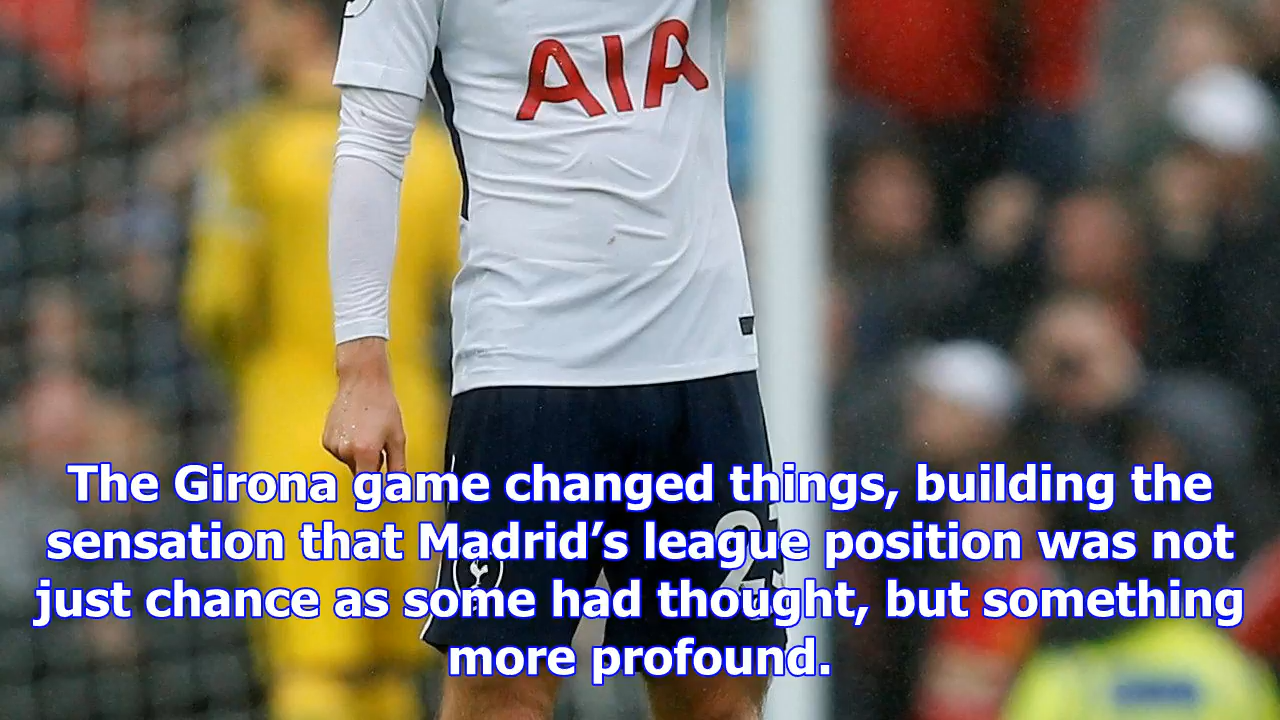 AIA
The Girona game changed things, building the
sensation that Madrid’s league position was not
just chance as some had thought, but something
more profound.